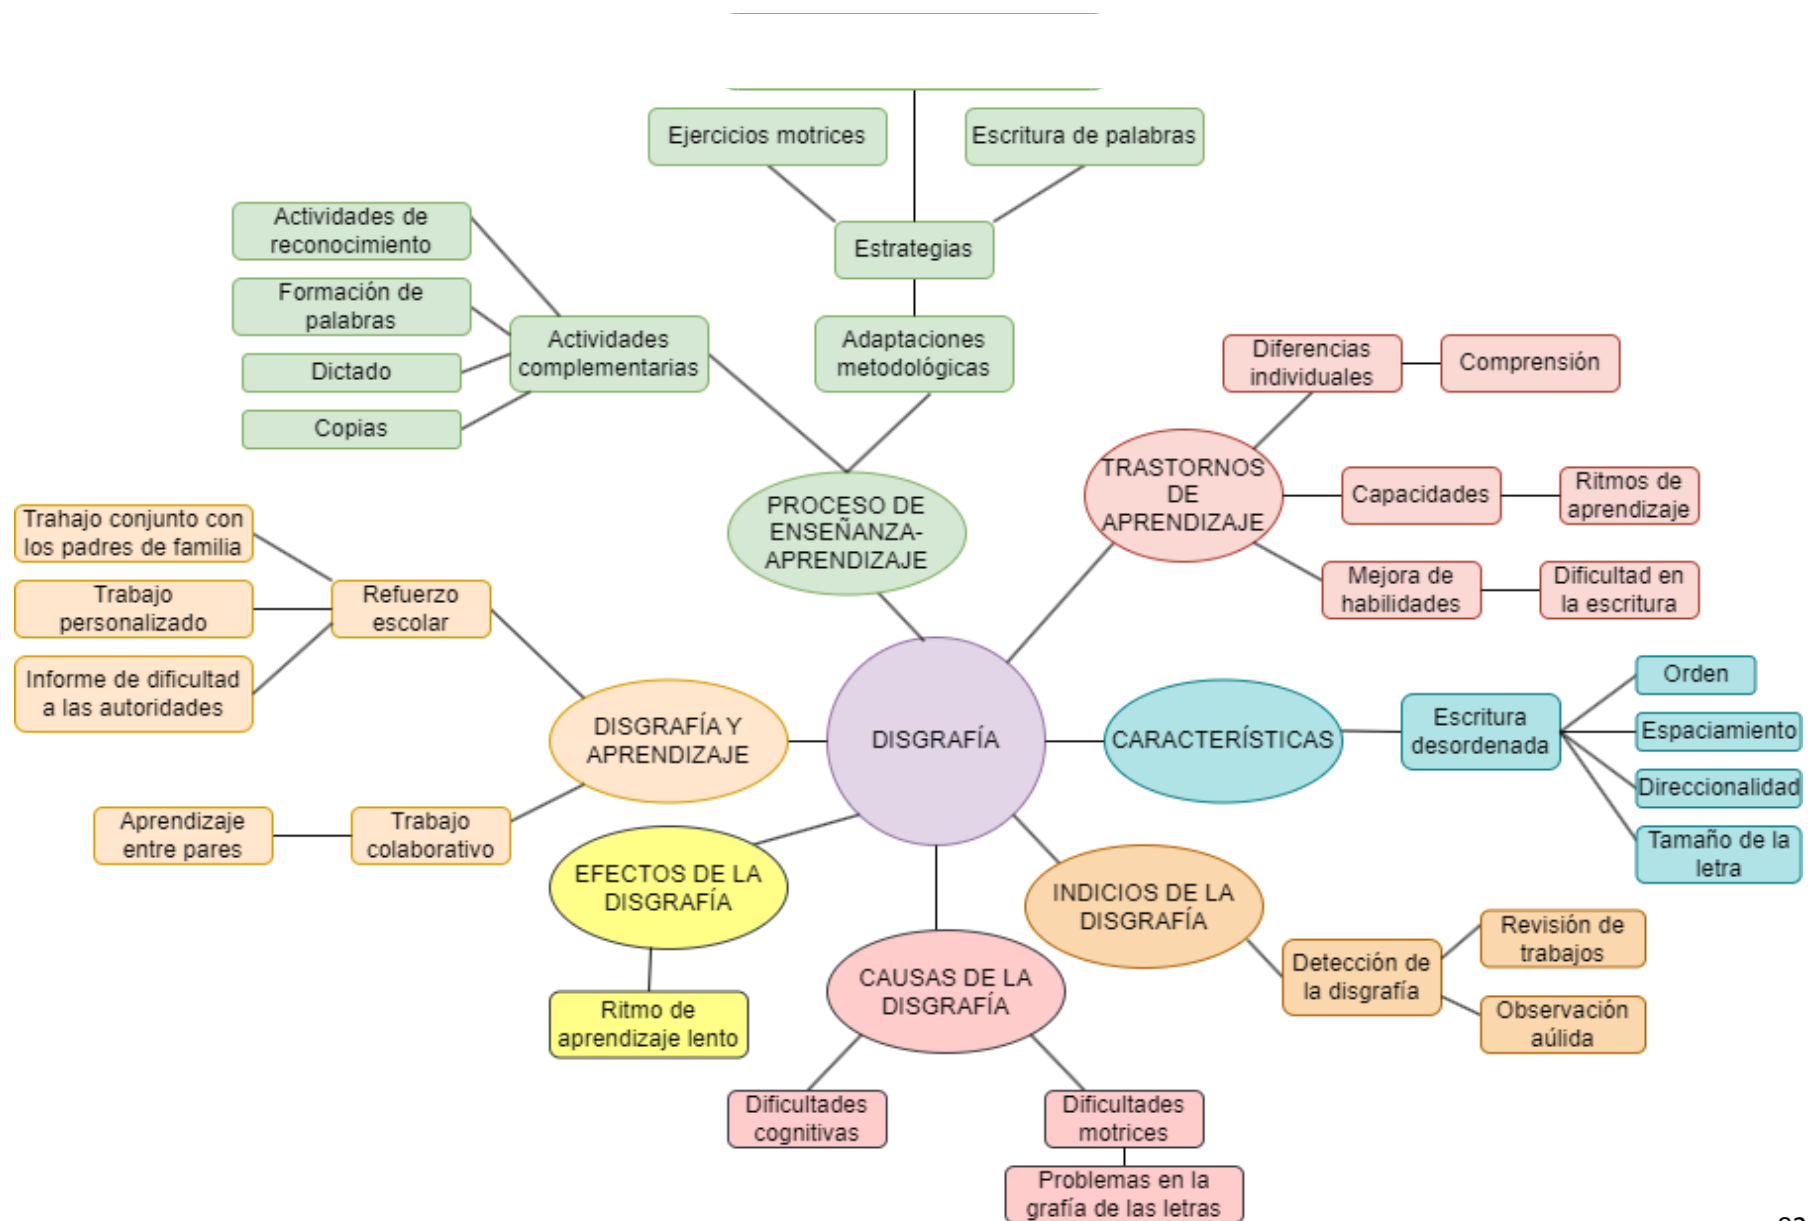 Ejercicios motrices
Escritura de palabras
Estrategias
Adaptaciones
metodológicas
Actividades de
reconocimiento
Formación de
palabras
Dictado
Copias
Actividades
complementarias
PROCESO DE
ENSEÑANZA-
APRENDIZAJE
Diferencias
individuales
Comprensión
TRASTORNOS
DE
APRENDIZAJE
Capacidades
Ritmos de
aprendizaje
Mejora de
habilidades
Dificultad en
la escritura
Trahajo conjunto con
los padres de familia
Trabajo
personalizado
Informe de dificultad
a las autoridades
Refuerzo
escolar
DISGRAFÍA Y
APRENDIZAJE
Aprendizaje
entre pares
Trabajo
colaborativo
DISGRAFÍA
CARACTERÍSTICAS
Escritura
desordenada
Orden
Espaciamiento
Direccionalidad
Tamaño de la
letra
EFECTOS DE LA
DISGRAFÍA
Ritmo de
aprendizaje lento
CAUSAS DE LA
DISGRAFÍA
Dificultades
cognitivas
Dificultades
motrices
Problemas en la
grafía de las letras
INDICIOS DE LA
DISGRAFÍA
Detección de
la disgrafía
Revisión de
trabajos
Observación
aúlida